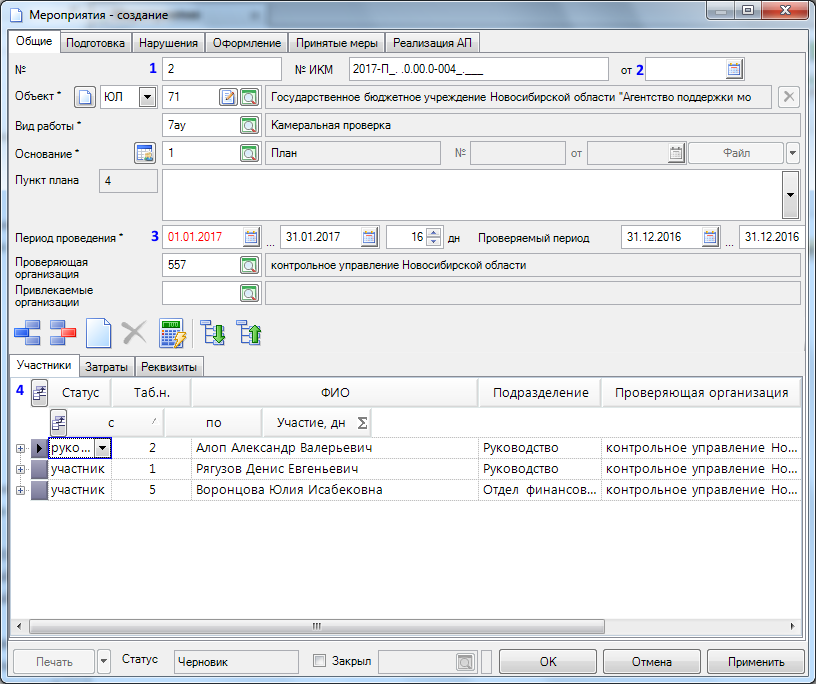 Мероприятия - создание
Общие Подготовка Нарушения Оформление Принятые меры Реализация АП
№ 1 2 № ИКМ 2017-П_. .0.00.0-004_.___ от 2
Объект * ЮЛ 71 Государственное бюджетное учреждение Новосибирской области "Агентство поддержки мо
Вид работы * 7ау Камеральная проверка
Основание * 1 План № от Файл
Пункт плана 4
Период проведения * 3 01.01.2017 ... 31.01.2017 16 дн Проверяемый период 31.12.2016 ... 31.12.2016
Проверяющая организация 557 контрольное управление Новосибирской области
Привлекаемые организации
Участники Затраты Реквизиты
4 Статус Таб.н. ФИО Подразделение Проверяющая организация
с по Участие, дн Σ
руко... 2 Алоп Александр Валерьевич Руководство контрольное управление Но...
участник 1 Рягузов Денис Евгеньевич Руководство контрольное управление Но...
участник 5 Воронцова Юлия Исабековна Отдел финансов... контрольное управление Но...
Печать Статус Черновик Закрыл ОК Отмена Применить